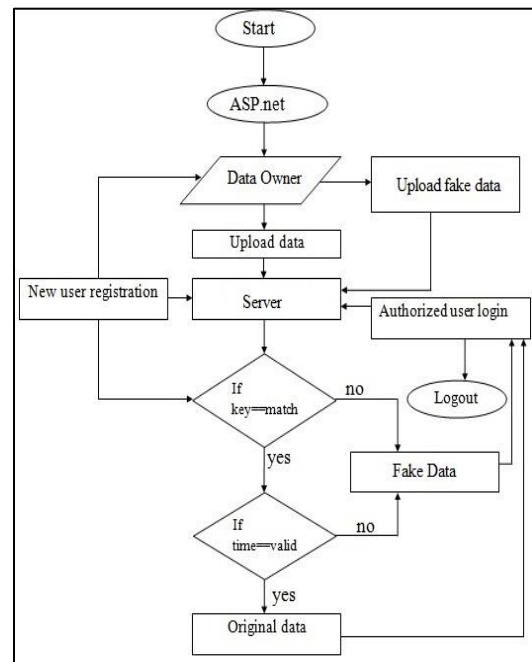 Start
ASP.net
Data Owner
Upload fake data
Upload data
New user registration
Server
Authorized user login
If
key==match
no
Logout
yes
Fake Data
If
time==valid
no
yes
Original data